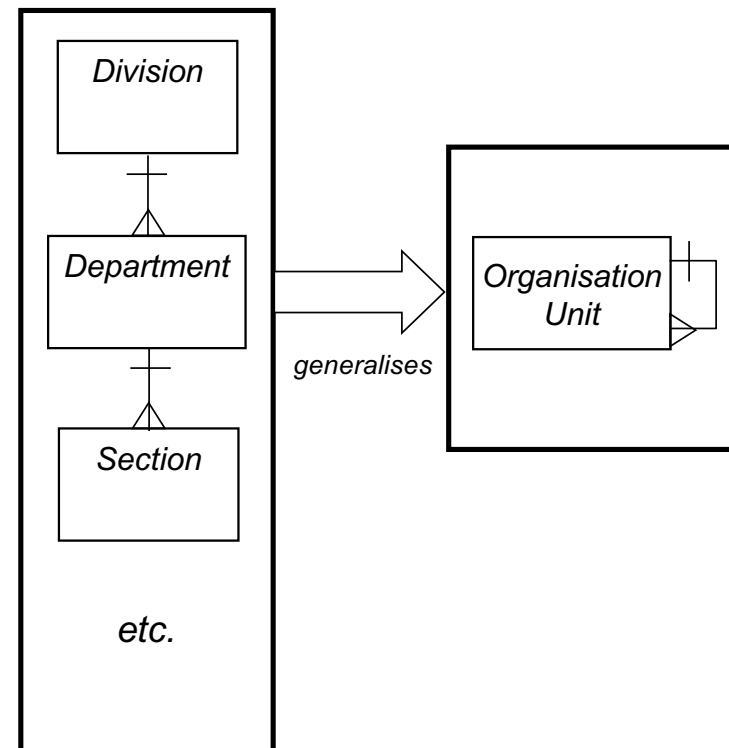 Division
Department
Section
etc.
generalises
Organisation
Unit